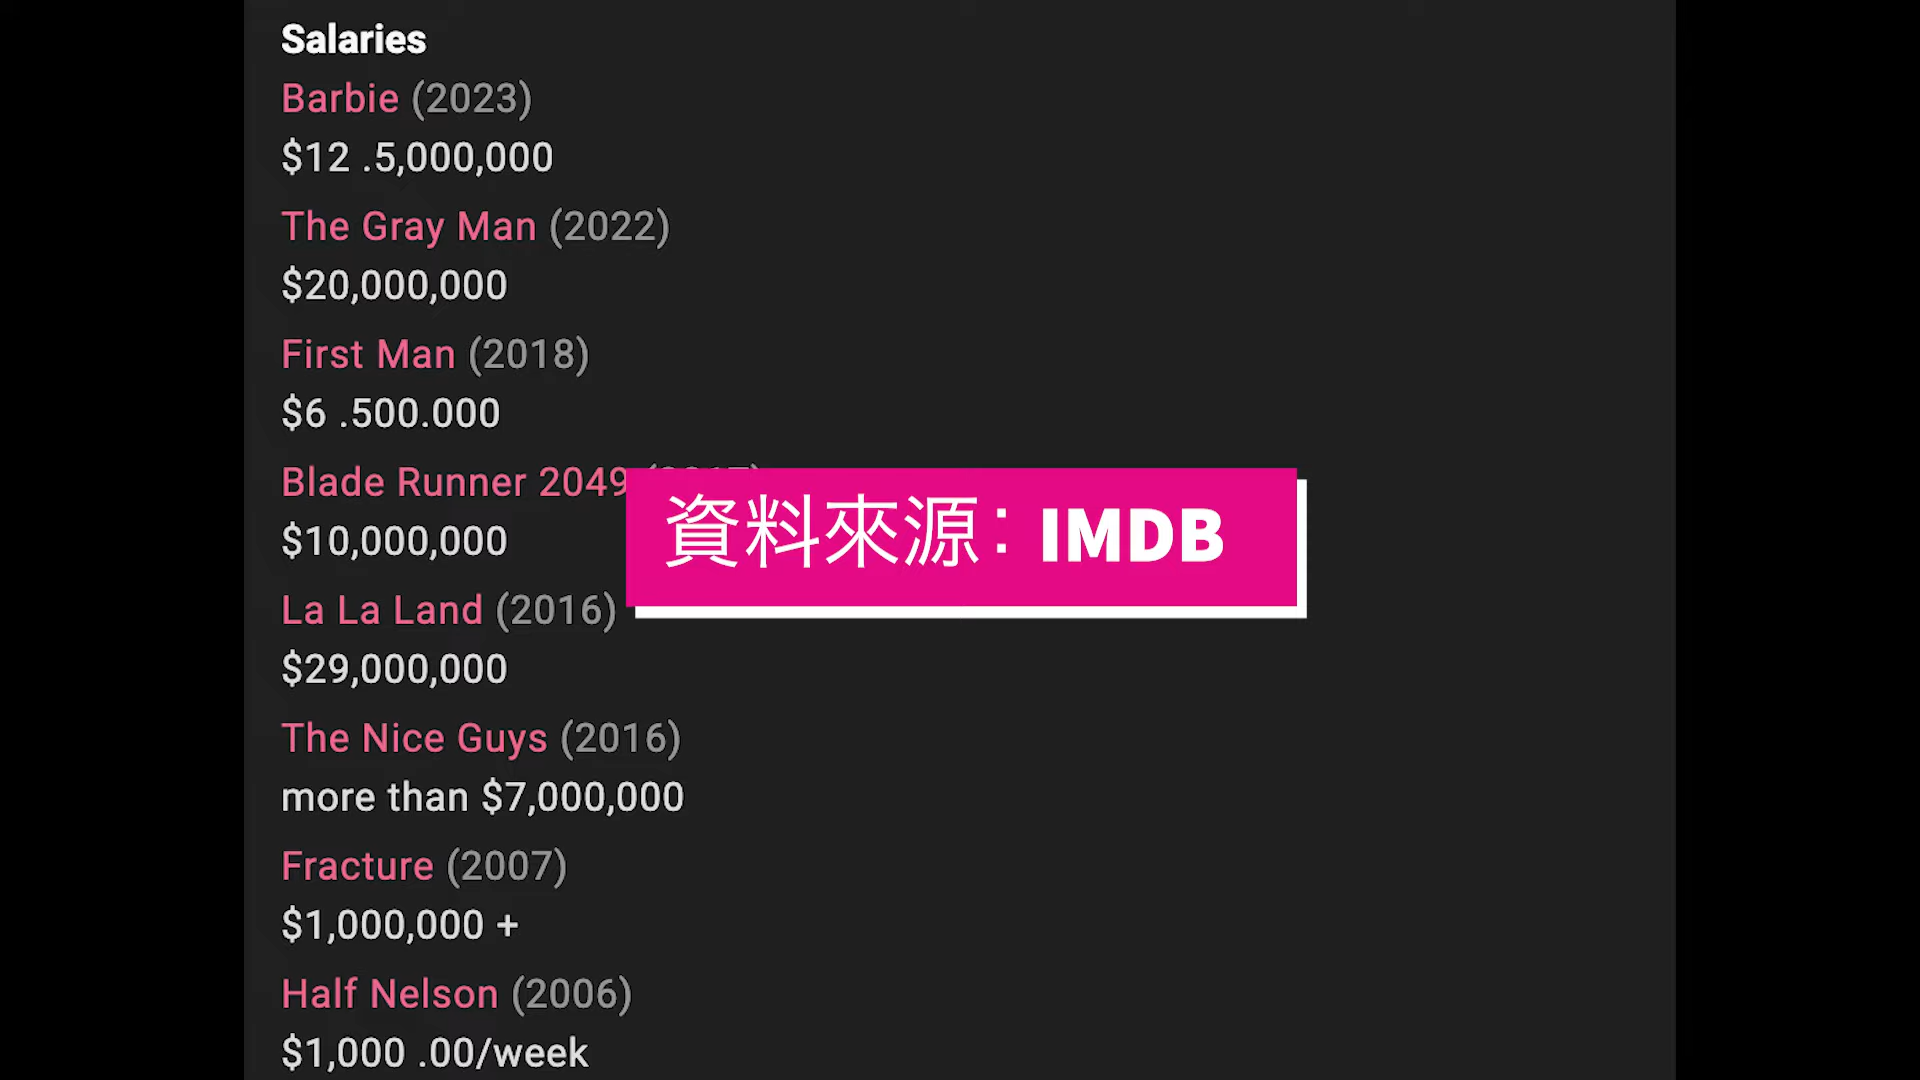 Salaries
Barbie (2023)
$12 .5,000,000
The Gray Man (2022)
$20,000,000
First Man (2018)
$6 .500.000
Blade Runner 2049
$10,000,000
資料來源：IMDB
La La Land (2016)
$29,000,000
The Nice Guys (2016)
more than $7,000,000
Fracture (2007)
$1,000,000 +
Half Nelson (2006)
$1,000 .00/week